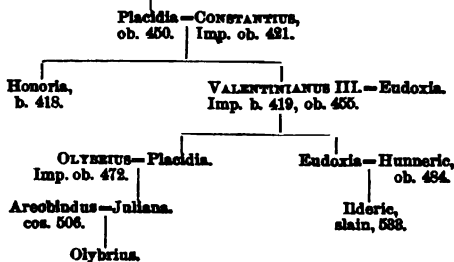 Placidia=CONSTANTIUS,
ob. 450. Imp. ob. 421.
Honoria, VALENTINIANUS III.=Eudoxia.
b. 418. Imp. b. 419, ob. 455.
OLYBRIUS=Placidia. Eudoxia=Hunneric,
Imp. ob. 472. ob. 484.
Areobindus=Juliana. Ilderic,
cos. 506. slain, 533.
Olybrius.